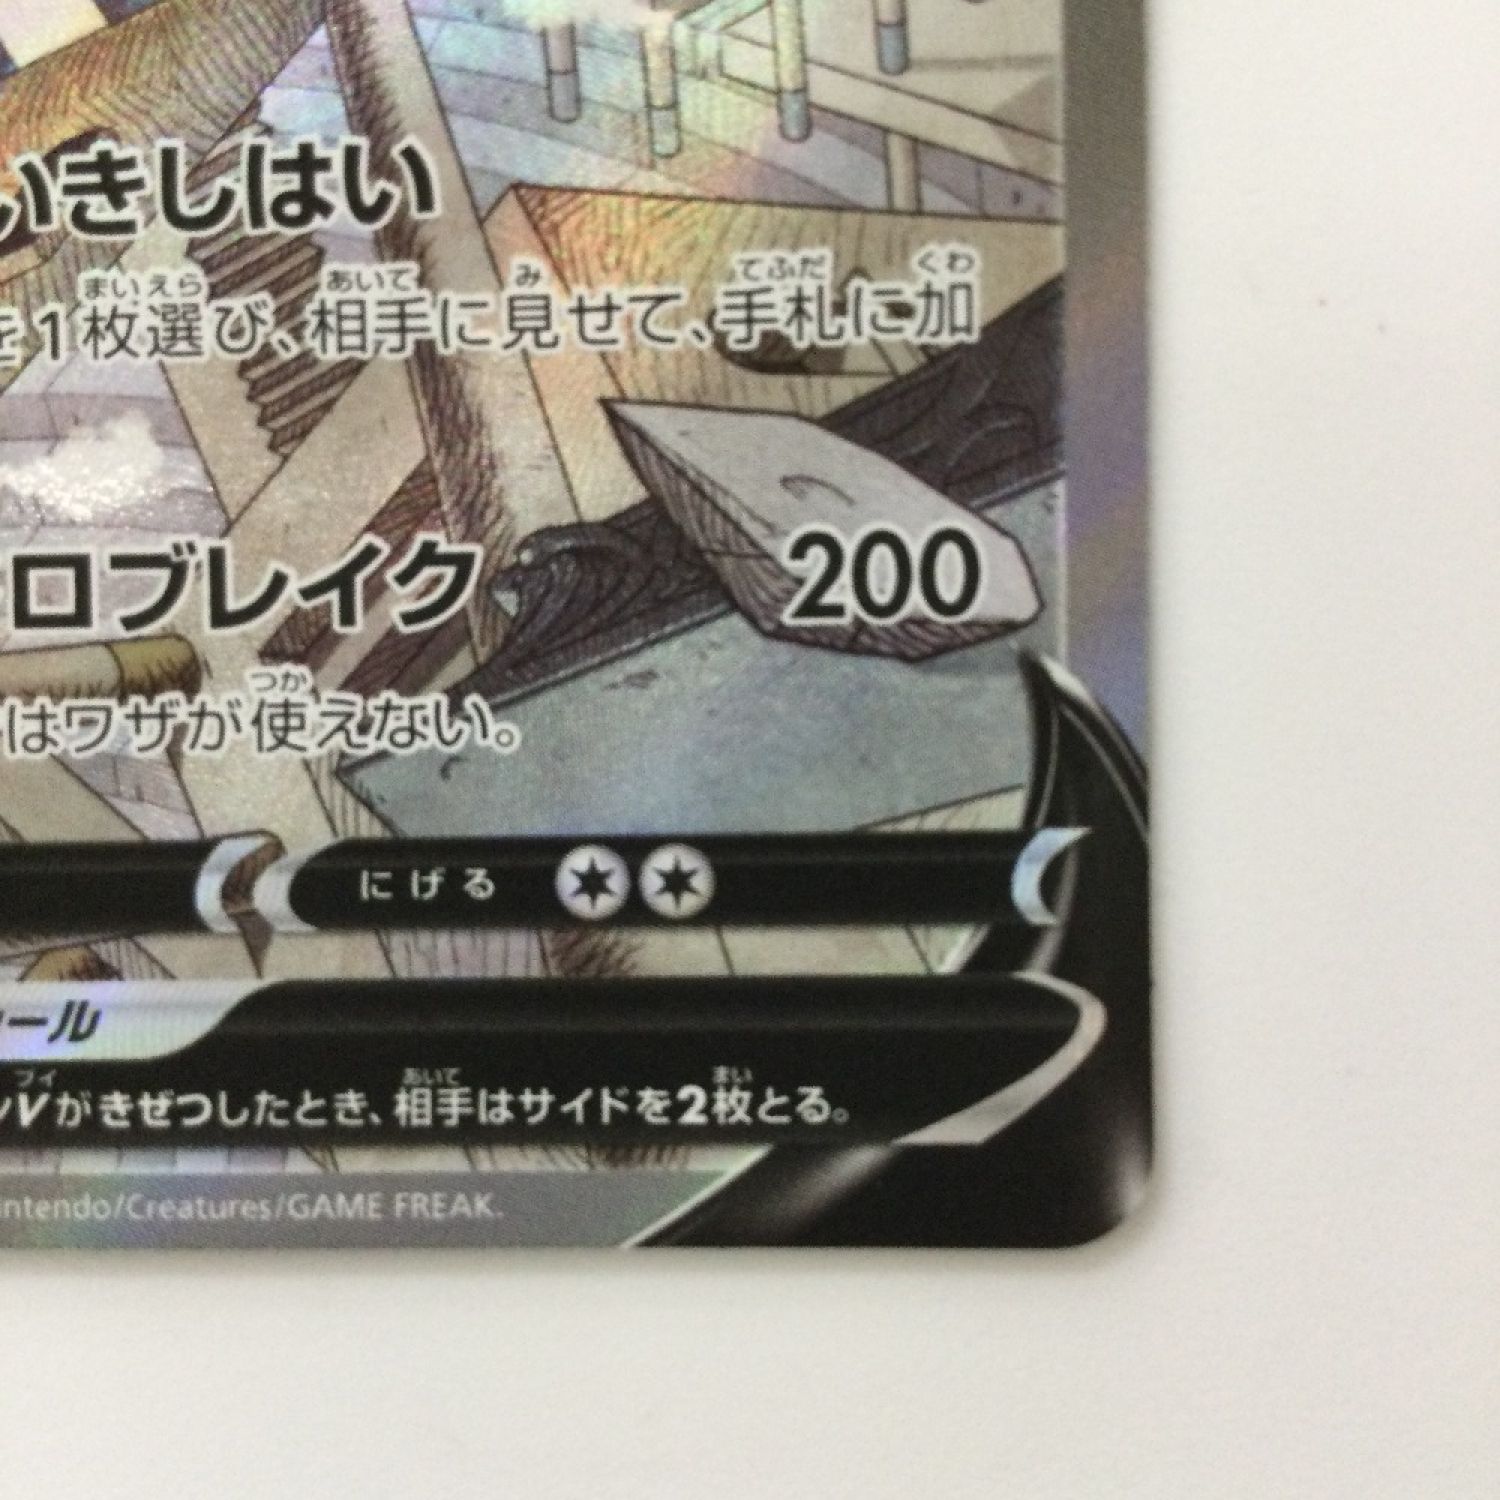 いきしはい
まい えら あいて み てふだ くわ
を1枚選び、相手に見せて、手札に加
ロブレイク 200
つか
はワザが使えない。
にげる
ール
ブイ あいて まい
ンVがきぜつしたとき、相手はサイドを2枚とる。
intendo/Creatures/GAME FREAK.